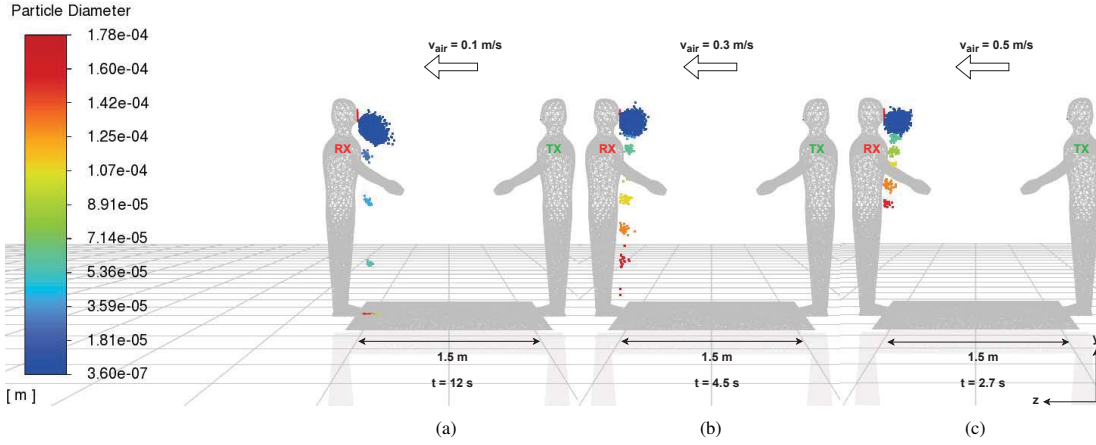 Particle Diameter
1.78e-04
1.60e-04
1.42e-04
1.25e-04
1.07e-04
8.91e-05
7.14e-05
5.36e-05
3.59e-05
1.81e-05
3.60e-07
[ m ]
v_air = 0.1 m/s
RX
TX
1.5 m
t = 12 s
(a)
v_air = 0.3 m/s
RX
TX
1.5 m
t = 4.5 s
(b)
v_air = 0.5 m/s
RX
TX
1.5 m
t = 2.7 s
y
z
(c)